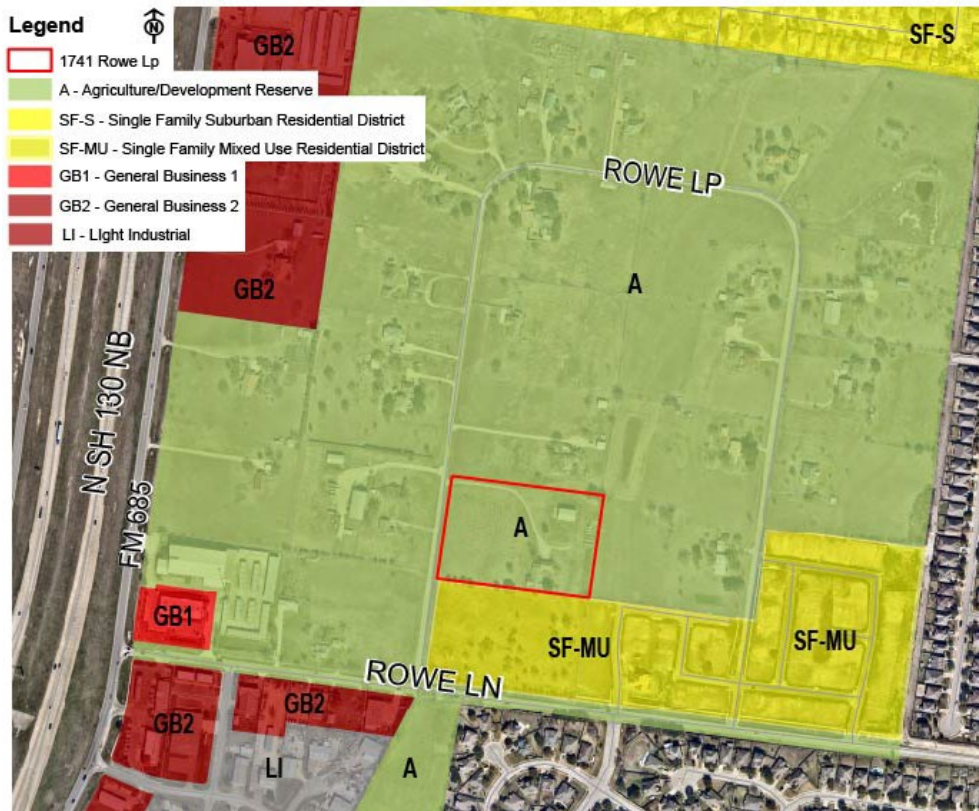 Legend
N
1741 Rowe Lp
A - Agriculture/Development Reserve
SF-S - Single Family Suburban Residential District
SF-MU - Single Family Mixed Use Residential District
GB1 - General Business 1
GB2 - General Business 2
LI - LIght Industrial
GB2
SF-S
ROWE LP
GB2
A
N SH 130 NB
FM 685
A
GB1
SF-MU
SF-MU
ROWE LN
GB2
GB2
LI
A